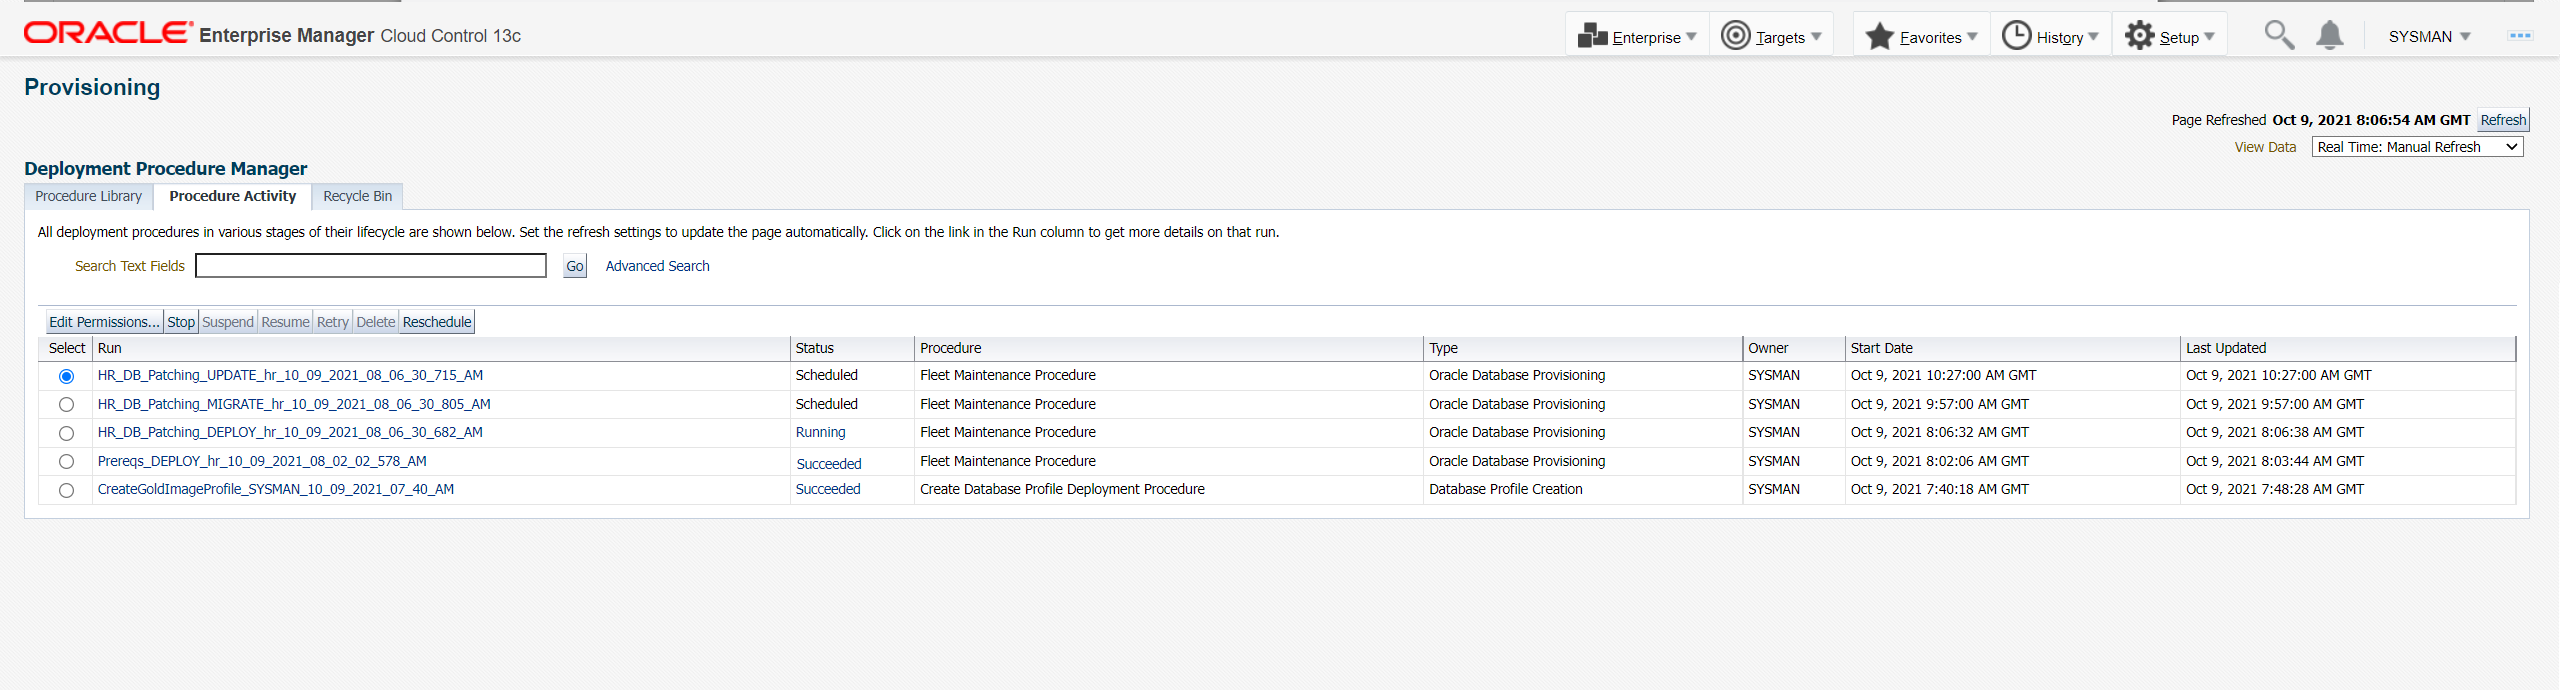 ORACLE Enterprise Manager Cloud Control 13c Enterprise Targets Favorites History Setup SYSMAN
Provisioning
Page Refreshed Oct 9, 2021 8:06:54 AM GMT Refresh
View Data Real Time: Manual Refresh
Deployment Procedure Manager
Procedure Library Procedure Activity Recycle Bin
All deployment procedures in various stages of their lifecycle are shown below. Set the refresh settings to update the page automatically. Click on the link in the Run column to get more details on that run.
Search Text Fields Go Advanced Search
Edit Permissions... Stop Suspend Resume Retry Delete Reschedule
Select Run Status Procedure Type Owner Start Date Last Updated
HR_DB_Patching_UPDATE_hr_10_09_2021_08_06_30_715_AM Scheduled Fleet Maintenance Procedure Oracle Database Provisioning SYSMAN Oct 9, 2021 10:27:00 AM GMT Oct 9, 2021 10:27:00 AM GMT
HR_DB_Patching_MIGRATE_hr_10_09_2021_08_06_30_805_AM Scheduled Fleet Maintenance Procedure Oracle Database Provisioning SYSMAN Oct 9, 2021 9:57:00 AM GMT Oct 9, 2021 9:57:00 AM GMT
HR_DB_Patching_DEPLOY_hr_10_09_2021_08_06_30_682_AM Running Fleet Maintenance Procedure Oracle Database Provisioning SYSMAN Oct 9, 2021 8:06:32 AM GMT Oct 9, 2021 8:06:38 AM GMT
Prereqs_DEPLOY_hr_10_09_2021_08_02_02_578_AM Succeeded Fleet Maintenance Procedure Oracle Database Provisioning SYSMAN Oct 9, 2021 8:02:06 AM GMT Oct 9, 2021 8:03:44 AM GMT
CreateGoldImageProfile_SYSMAN_10_09_2021_07_40_AM Succeeded Create Database Profile Deployment Procedure Database Profile Creation SYSMAN Oct 9, 2021 7:40:18 AM GMT Oct 9, 2021 7:48:28 AM GMT